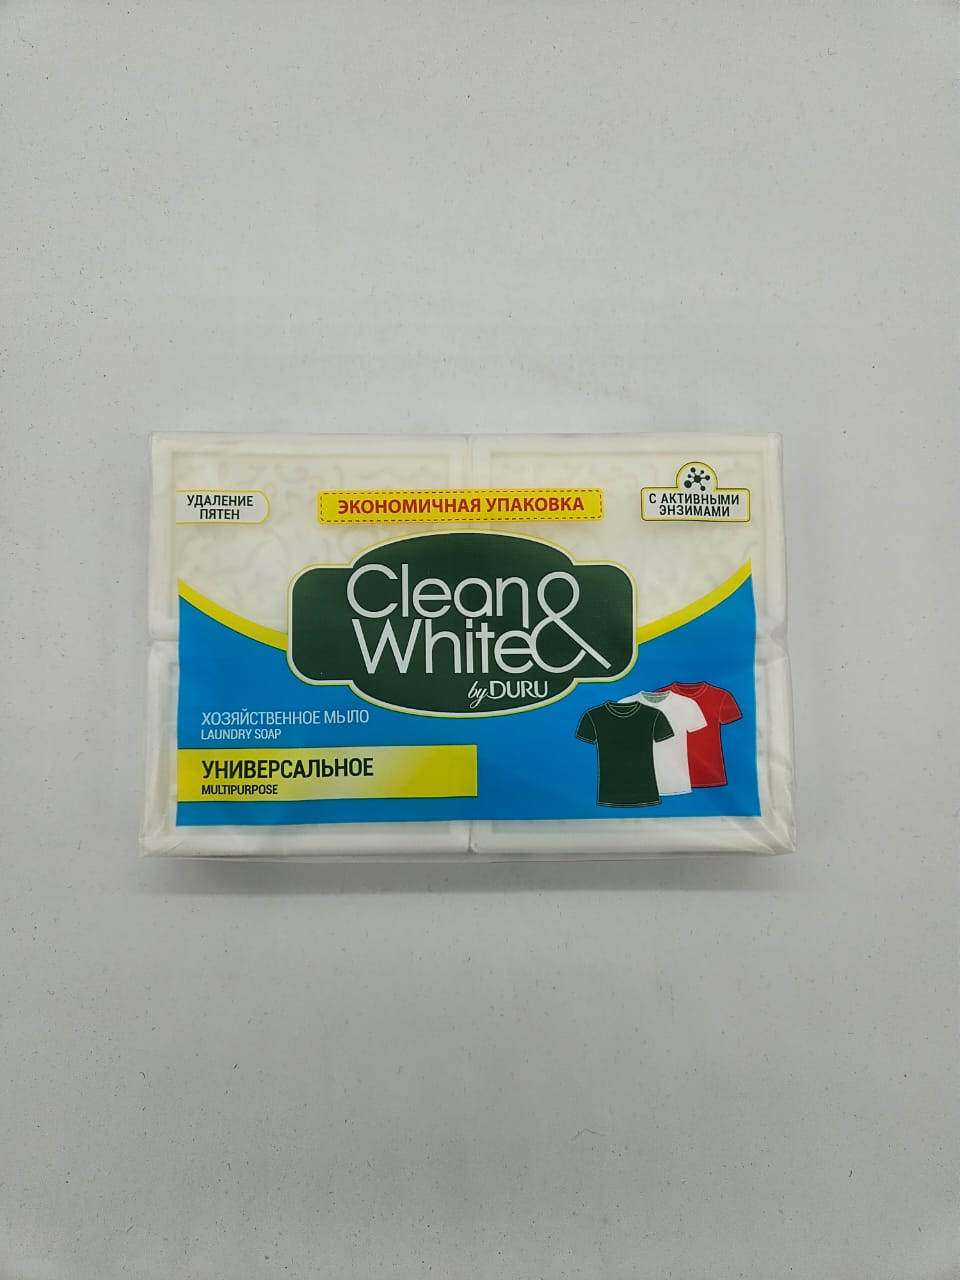 УДАЛЕНИЕ
ПЯТЕН
ЭКОНОМИЧНАЯ УПАКОВКА
С АКТИВНЫМИ
ЭНЗИМАМИ
Clean &
White
by DURU
ХОЗЯЙСТВЕННОЕ МЫЛО
LAUNDRY SOAP
УНИВЕРСАЛЬНОЕ
MULTIPURPOSE